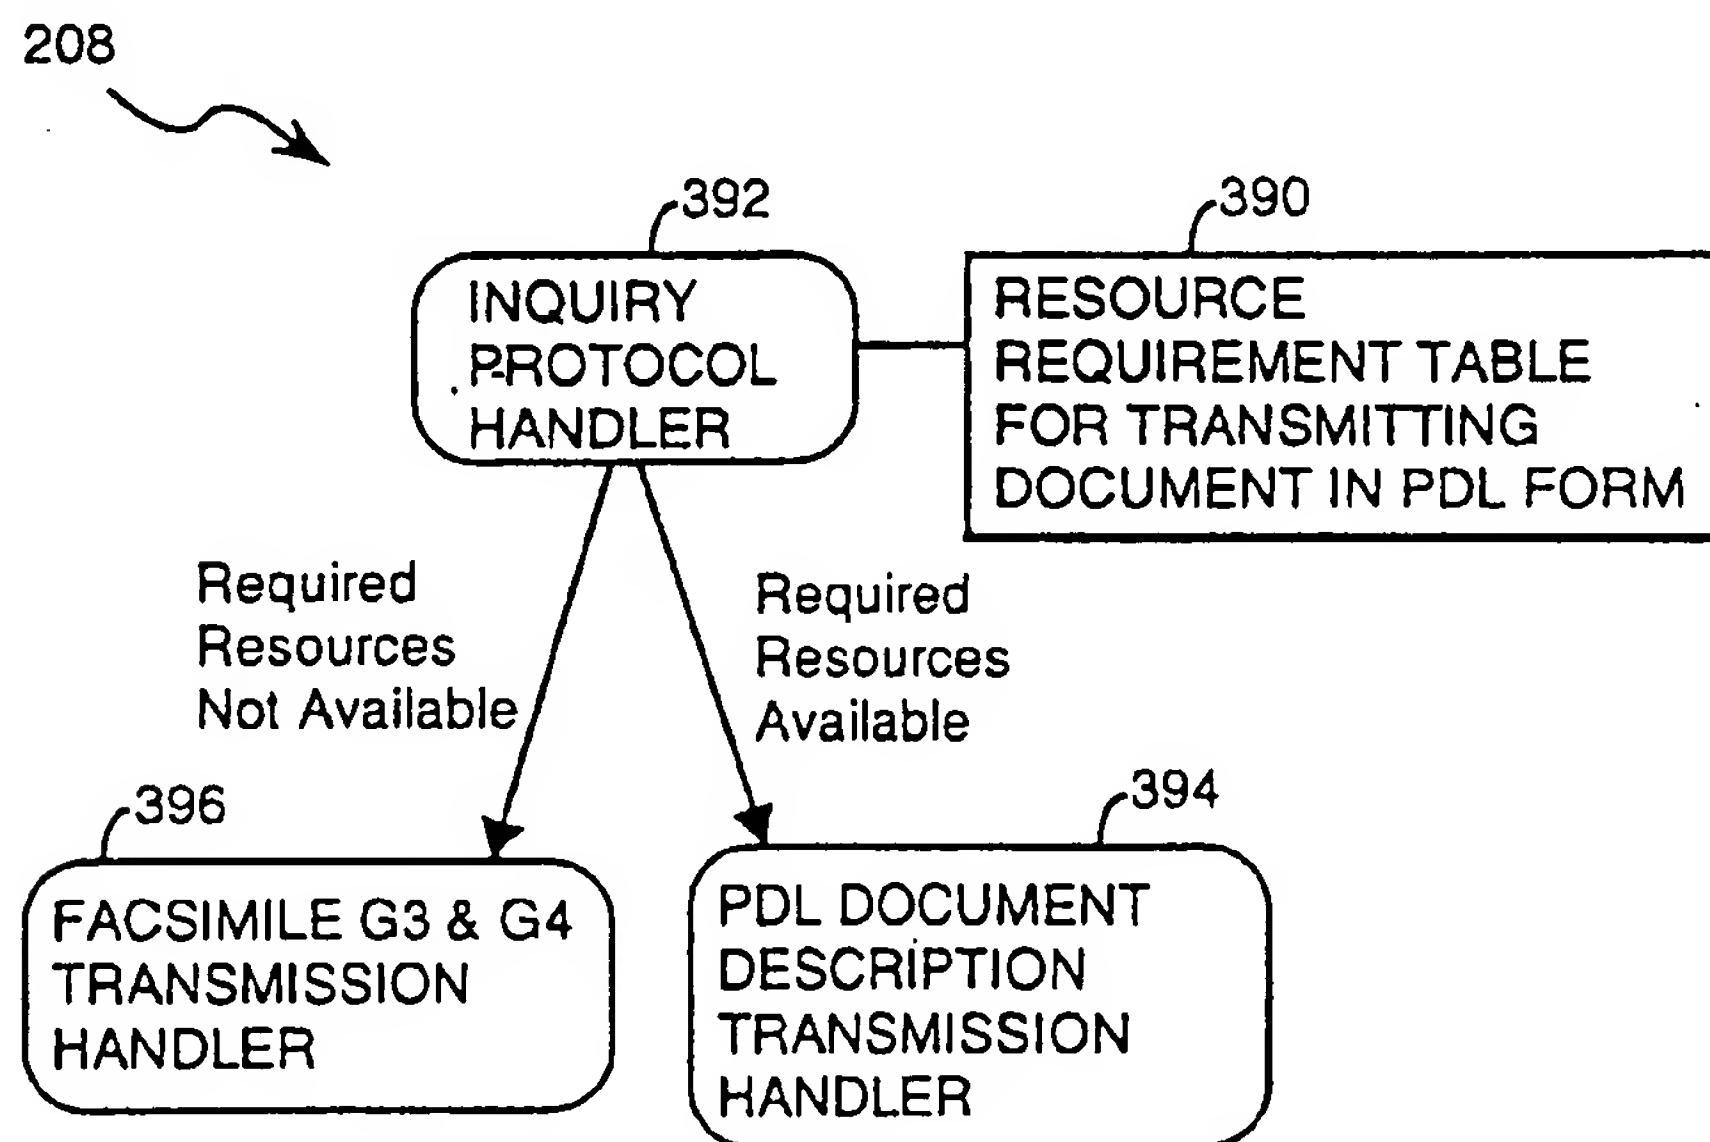 208
392
390
INQUIRY
PROTOCOL
HANDLER
RESOURCE
REQUIREMENT TABLE
FOR TRANSMITTING
DOCUMENT IN PDL FORM
Required
Resources
Not Available
Required
Resources
Available
396
394
FACSIMILE G3 & G4
TRANSMISSION
HANDLER
PDL DOCUMENT
DESCRIPTION
TRANSMISSION
HANDLER